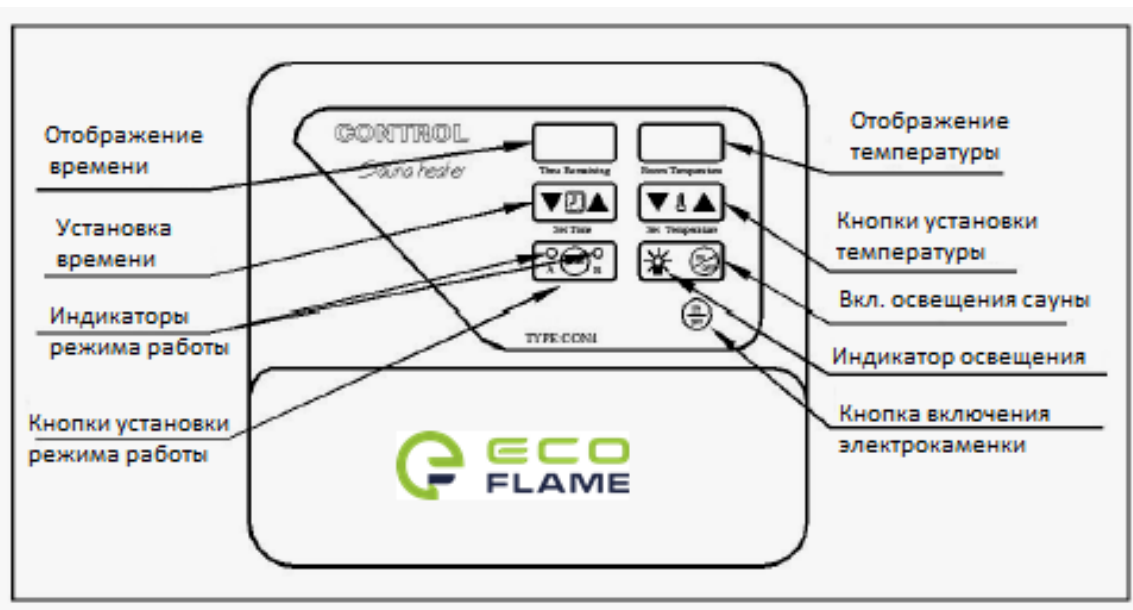 Отображение
времени
Установка
времени
Индикаторы
режима работы
Кнопки установки
режима работы
CONTROL
Sauna heater
Time Remaining
Room Temperature
Set Time
Set Temperature
A
B
TYPE:CON4
ECO
FLAME
Отображение
температуры
Кнопки установки
температуры
Вкл. освещения сауны
Индикатор освещения
Кнопка включения
электрокаменки